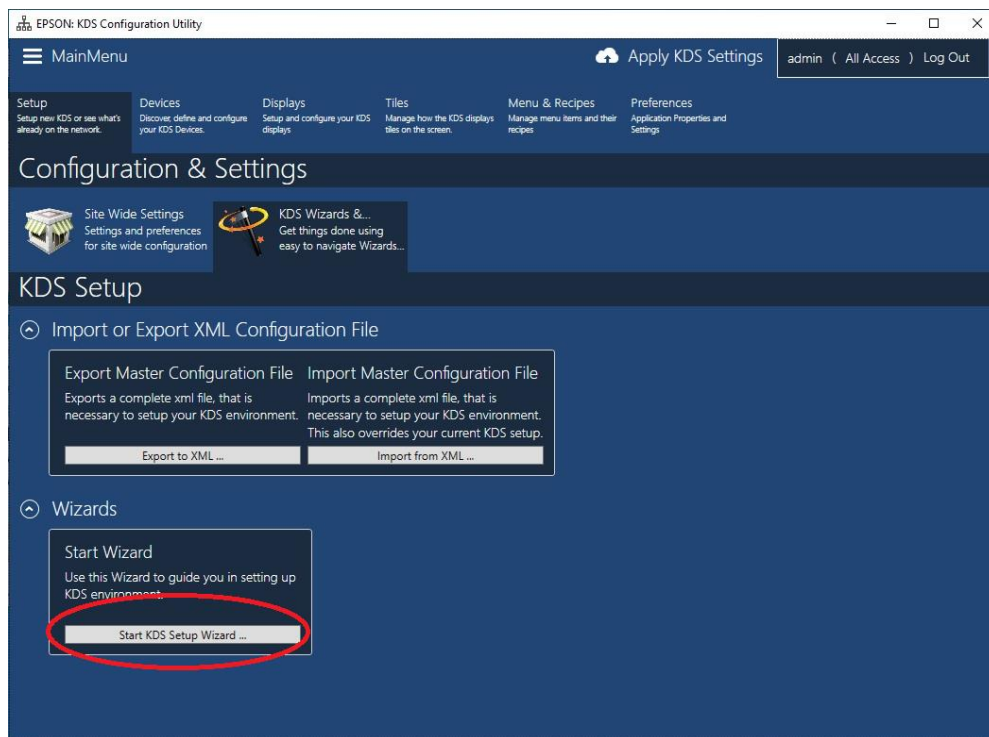 EPSON: KDS Configuration Utility
MainMenu
Apply KDS Settings
admin ( All Access ) Log Out
Setup
Setup new KDS or see what's
already on the network.
Devices
Discover, define and configure
your KDS Devices.
Displays
Setup and configure your KDS
displays
Tiles
Manage how the KDS displays
tiles on the screen.
Menu & Recipes
Manage menu items and their
recipes
Preferences
Application Properties and
Settings
Configuration & Settings
Site Wide Settings
Settings and preferences
for site wide configuration
KDS Wizards &...
Get things done using
easy to navigate Wizards...
KDS Setup
Import or Export XML Configuration File
Export Master Configuration File
Exports a complete xml file, that is
necessary to setup your KDS environment.
Export to XML ...
Import Master Configuration File
Imports a complete xml file, that is
necessary to setup your KDS environment.
This also overrides your current KDS setup.
Import from XML ...
Wizards
Start Wizard
Use this Wizard to guide you in setting up
KDS environment.
Start KDS Setup Wizard ...